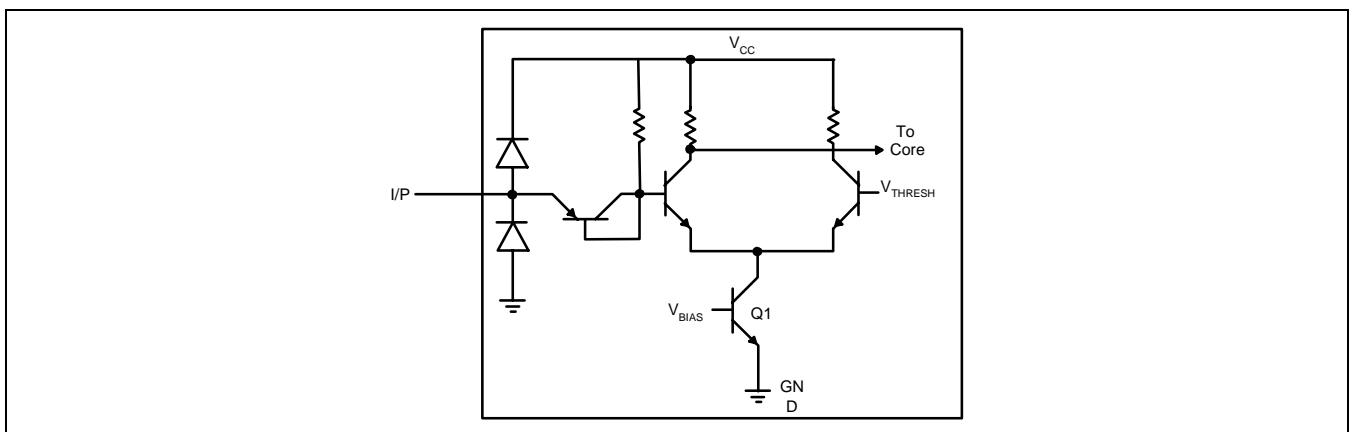 VCC
To
Core
I/P
VTHRESH
VBIAS
Q1
GN
D